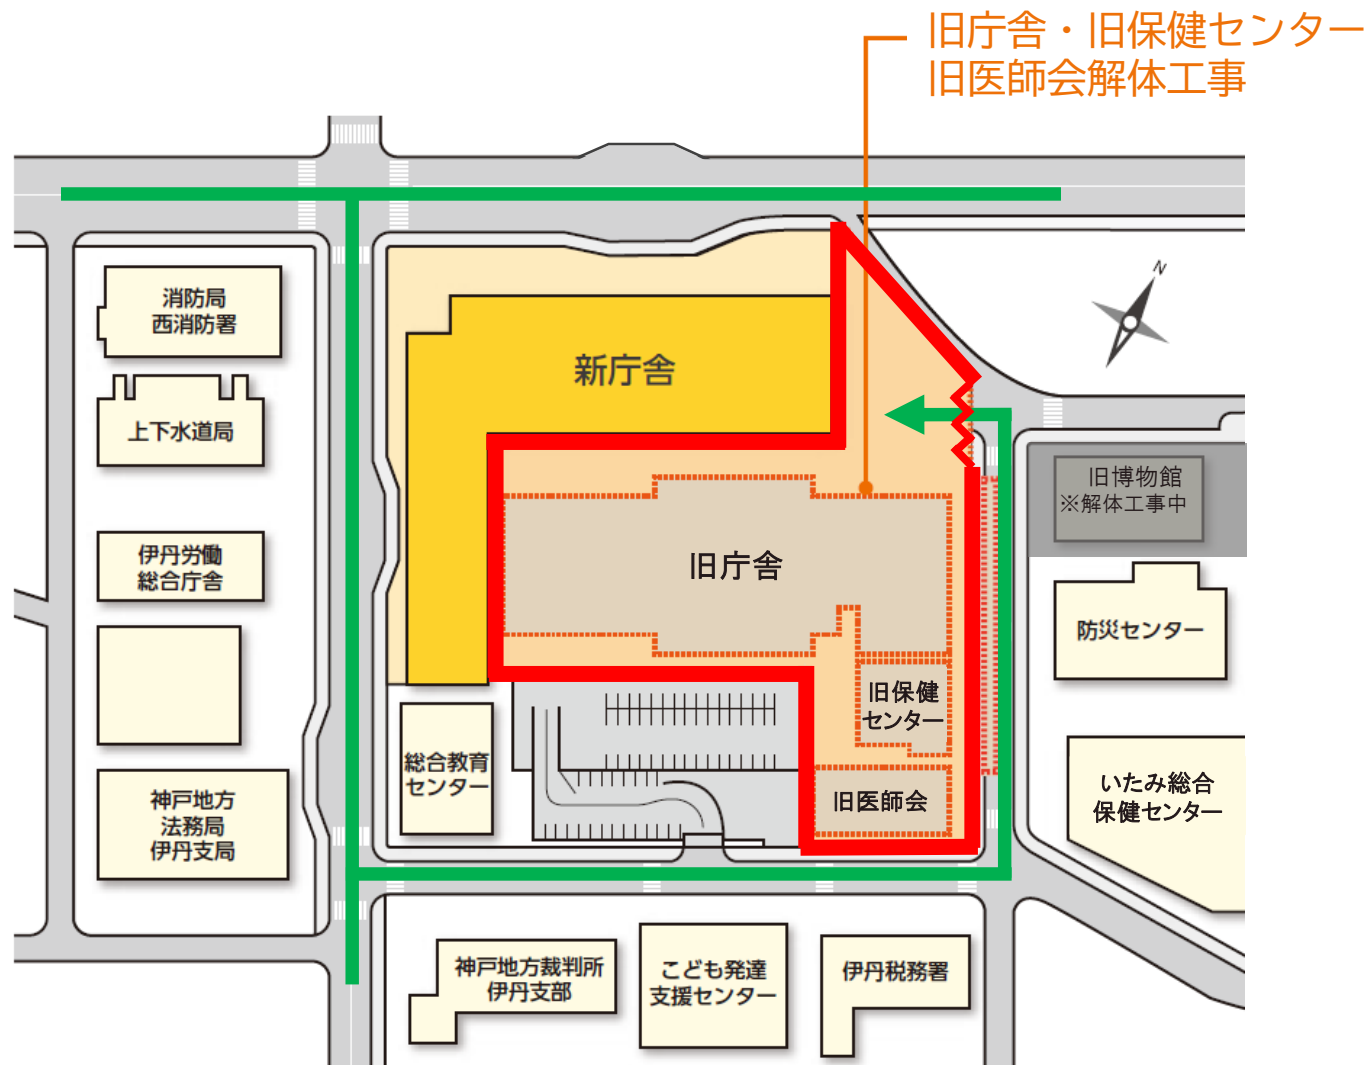 旧庁舎・旧保健センター
旧医師会解体工事
N
消防局
西消防署
新庁舎
上下水道局
旧博物館
※解体工事中
伊丹労働
総合庁舎
旧庁舎
防災センター
旧保健
センター
総合教育
センター
旧医師会
いたみ総合
保健センター
神戸地方
法務局
伊丹支局
神戸地方裁判所
伊丹支部
こども発達
支援センター
伊丹税務署